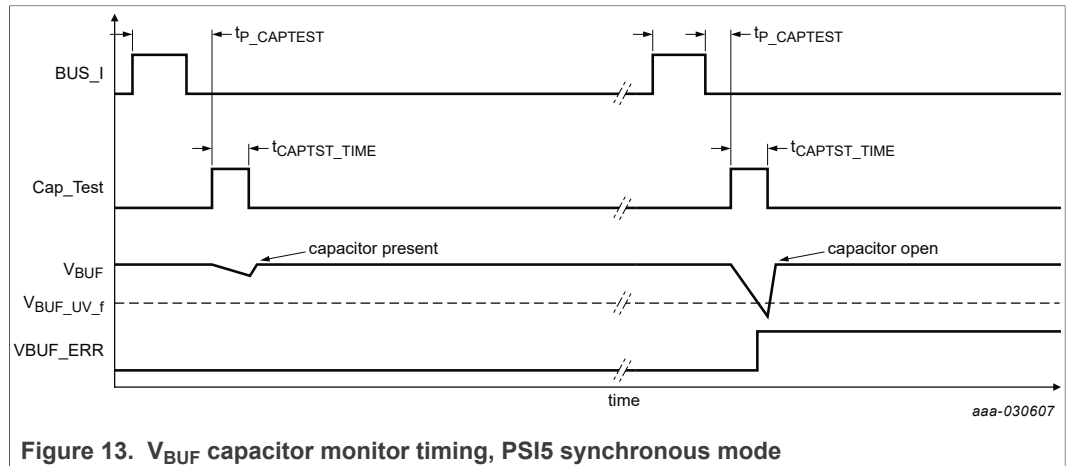 tP_CAPTEST
tP_CAPTEST
BUS_I
tCAPTST_TIME
tCAPTST_TIME
Cap_Test
capacitor present
capacitor open
VBUF
VBUF_UV_f
VBUF_ERR
time
aaa-030607
Figure 13. VBUF capacitor monitor timing, PSI5 synchronous mode